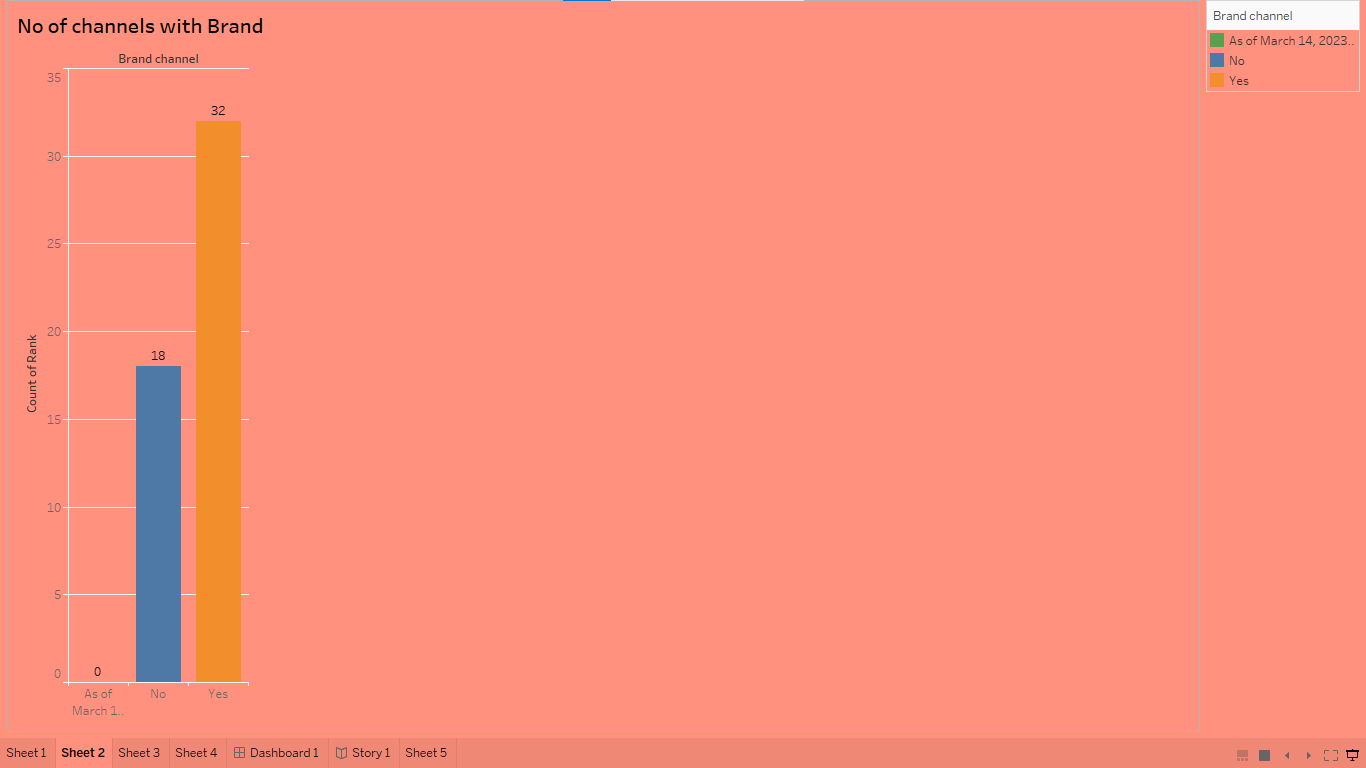 No of channels with Brand
Brand channel
35
30
25
20
15
10
5
0
Count of Rank
0
18
32
As of
March 1..
No
Yes
Brand channel
As of March 14, 2023..
No
Yes
Sheet 1 Sheet 2 Sheet 3 Sheet 4 Dashboard 1 Story 1 Sheet 5